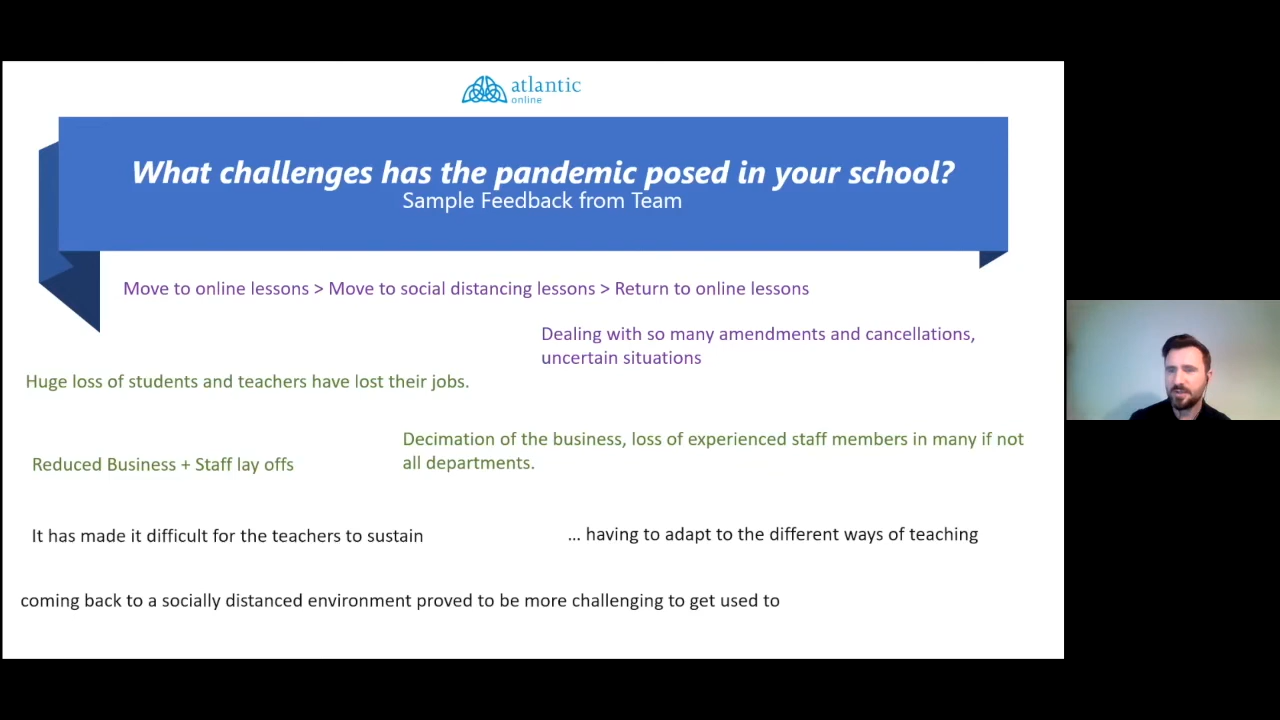 atlantic
online
What challenges has the pandemic posed in your school?
Sample Feedback from Team
Move to online lessons > Move to social distancing lessons > Return to online lessons
Dealing with so many amendments and cancellations,
uncertain situations
Huge loss of students and teachers have lost their jobs.
Decimation of the business, loss of experienced staff members in many if not
all departments.
Reduced Business + Staff lay offs
It has made it difficult for the teachers to sustain
... having to adapt to the different ways of teaching
coming back to a socially distanced environment proved to be more challenging to get used to